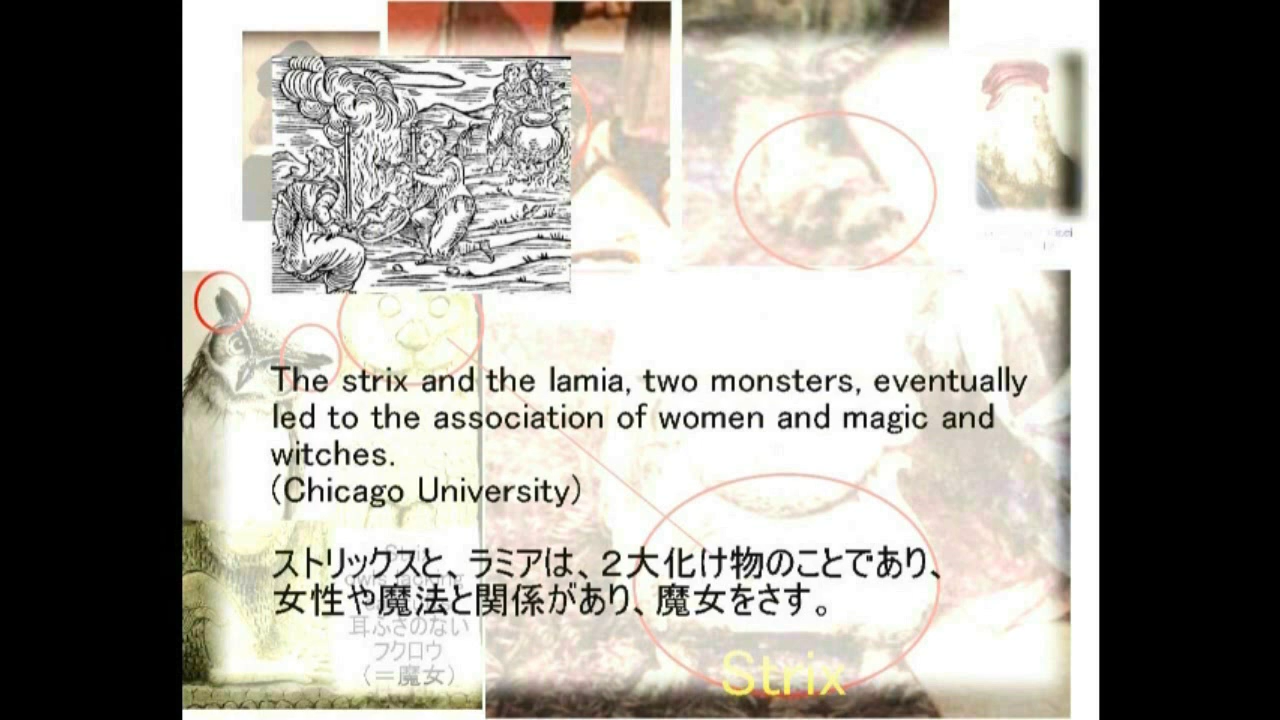 The strix and the lamia, two monsters, eventually
led to the association of women and magic and
witches.
(Chicago University)
ストリックスと、ラミアは、２大化け物のことであり、
女性や魔法と関係があり、魔女をさす。
耳ふさのない
フクロウ
（＝魔女）
Strix